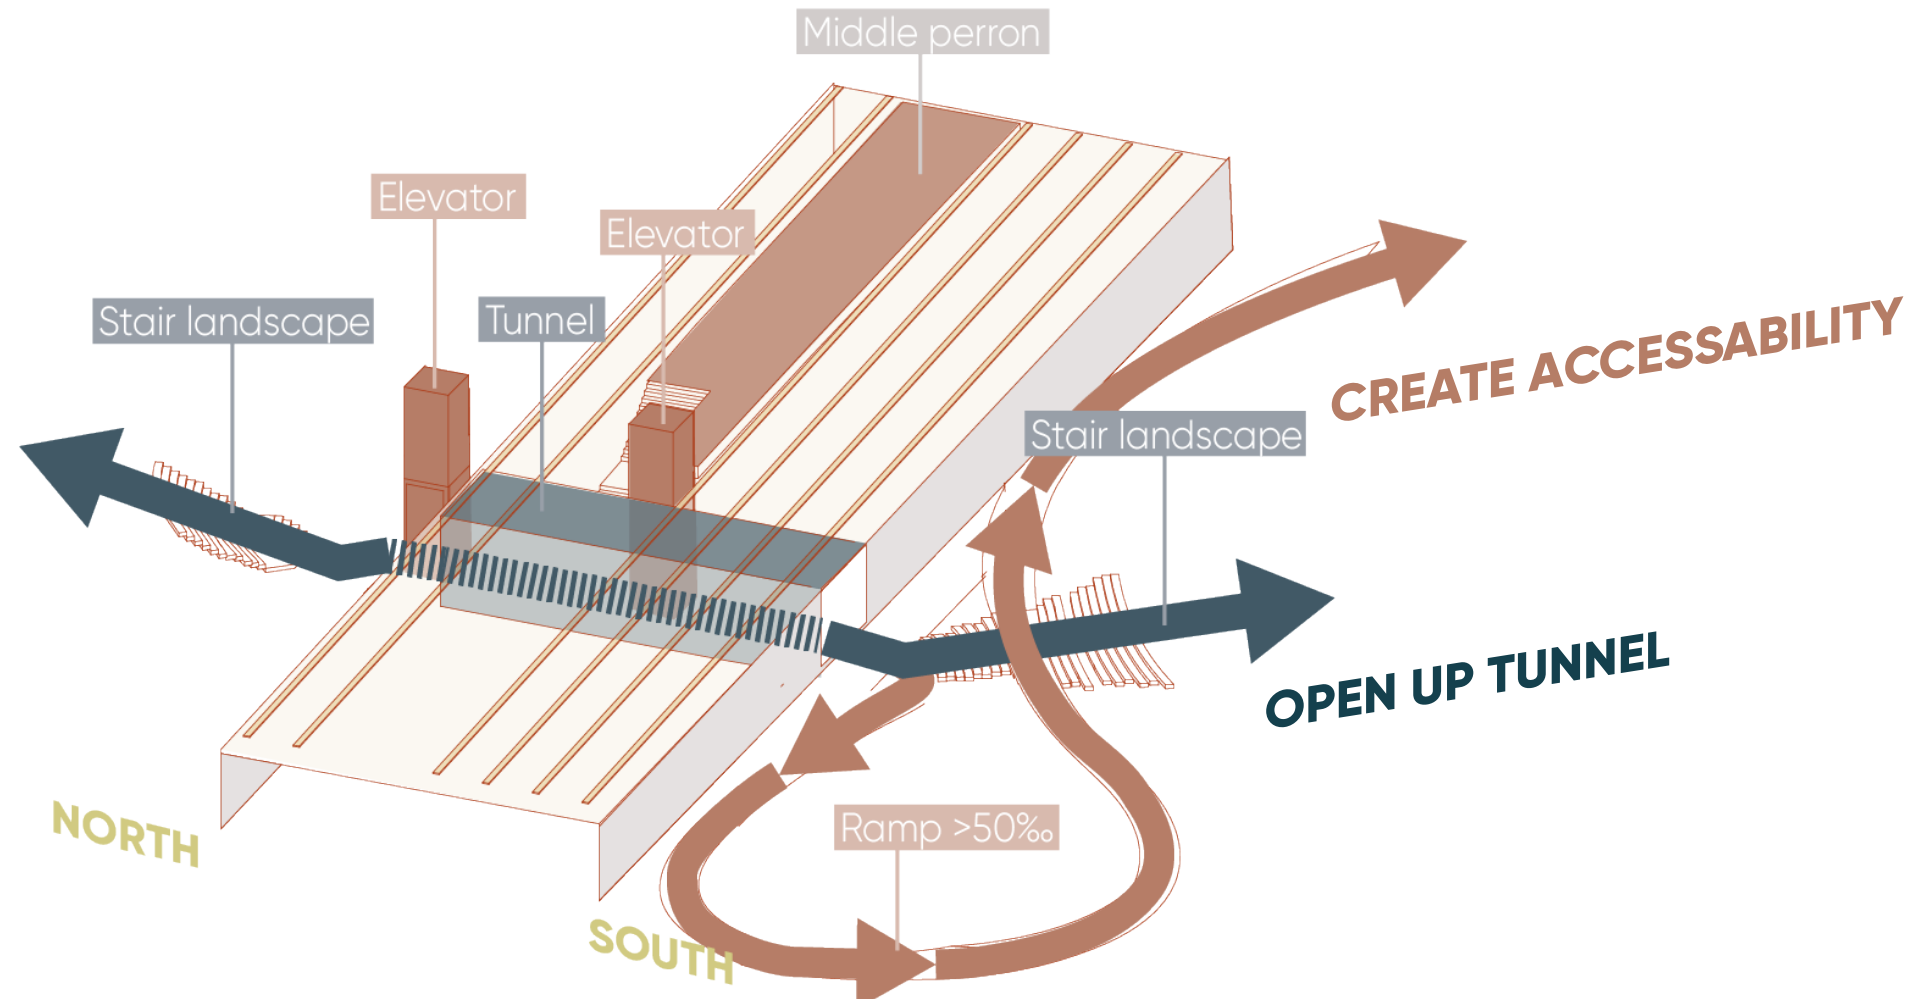 Middle perron
Elevator
Elevator
Stair landscape
Tunnel
CREATE ACCESSABILITY
Stair landscape
OPEN UP TUNNEL
NORTH
Ramp >50‰
SOUTH